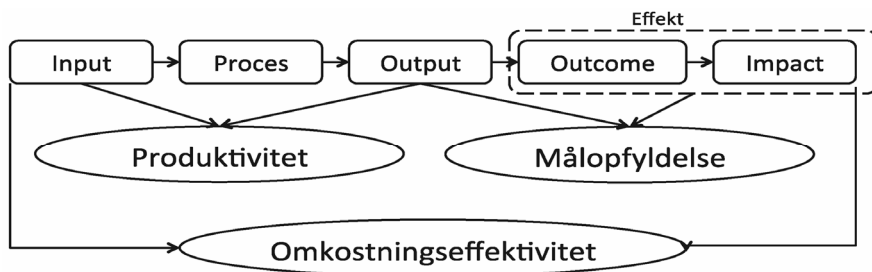 Effekt
Input
Proces
Output
Outcome
Impact
Produktivitet
Målopfyldelse
Omkostningseffektivitet